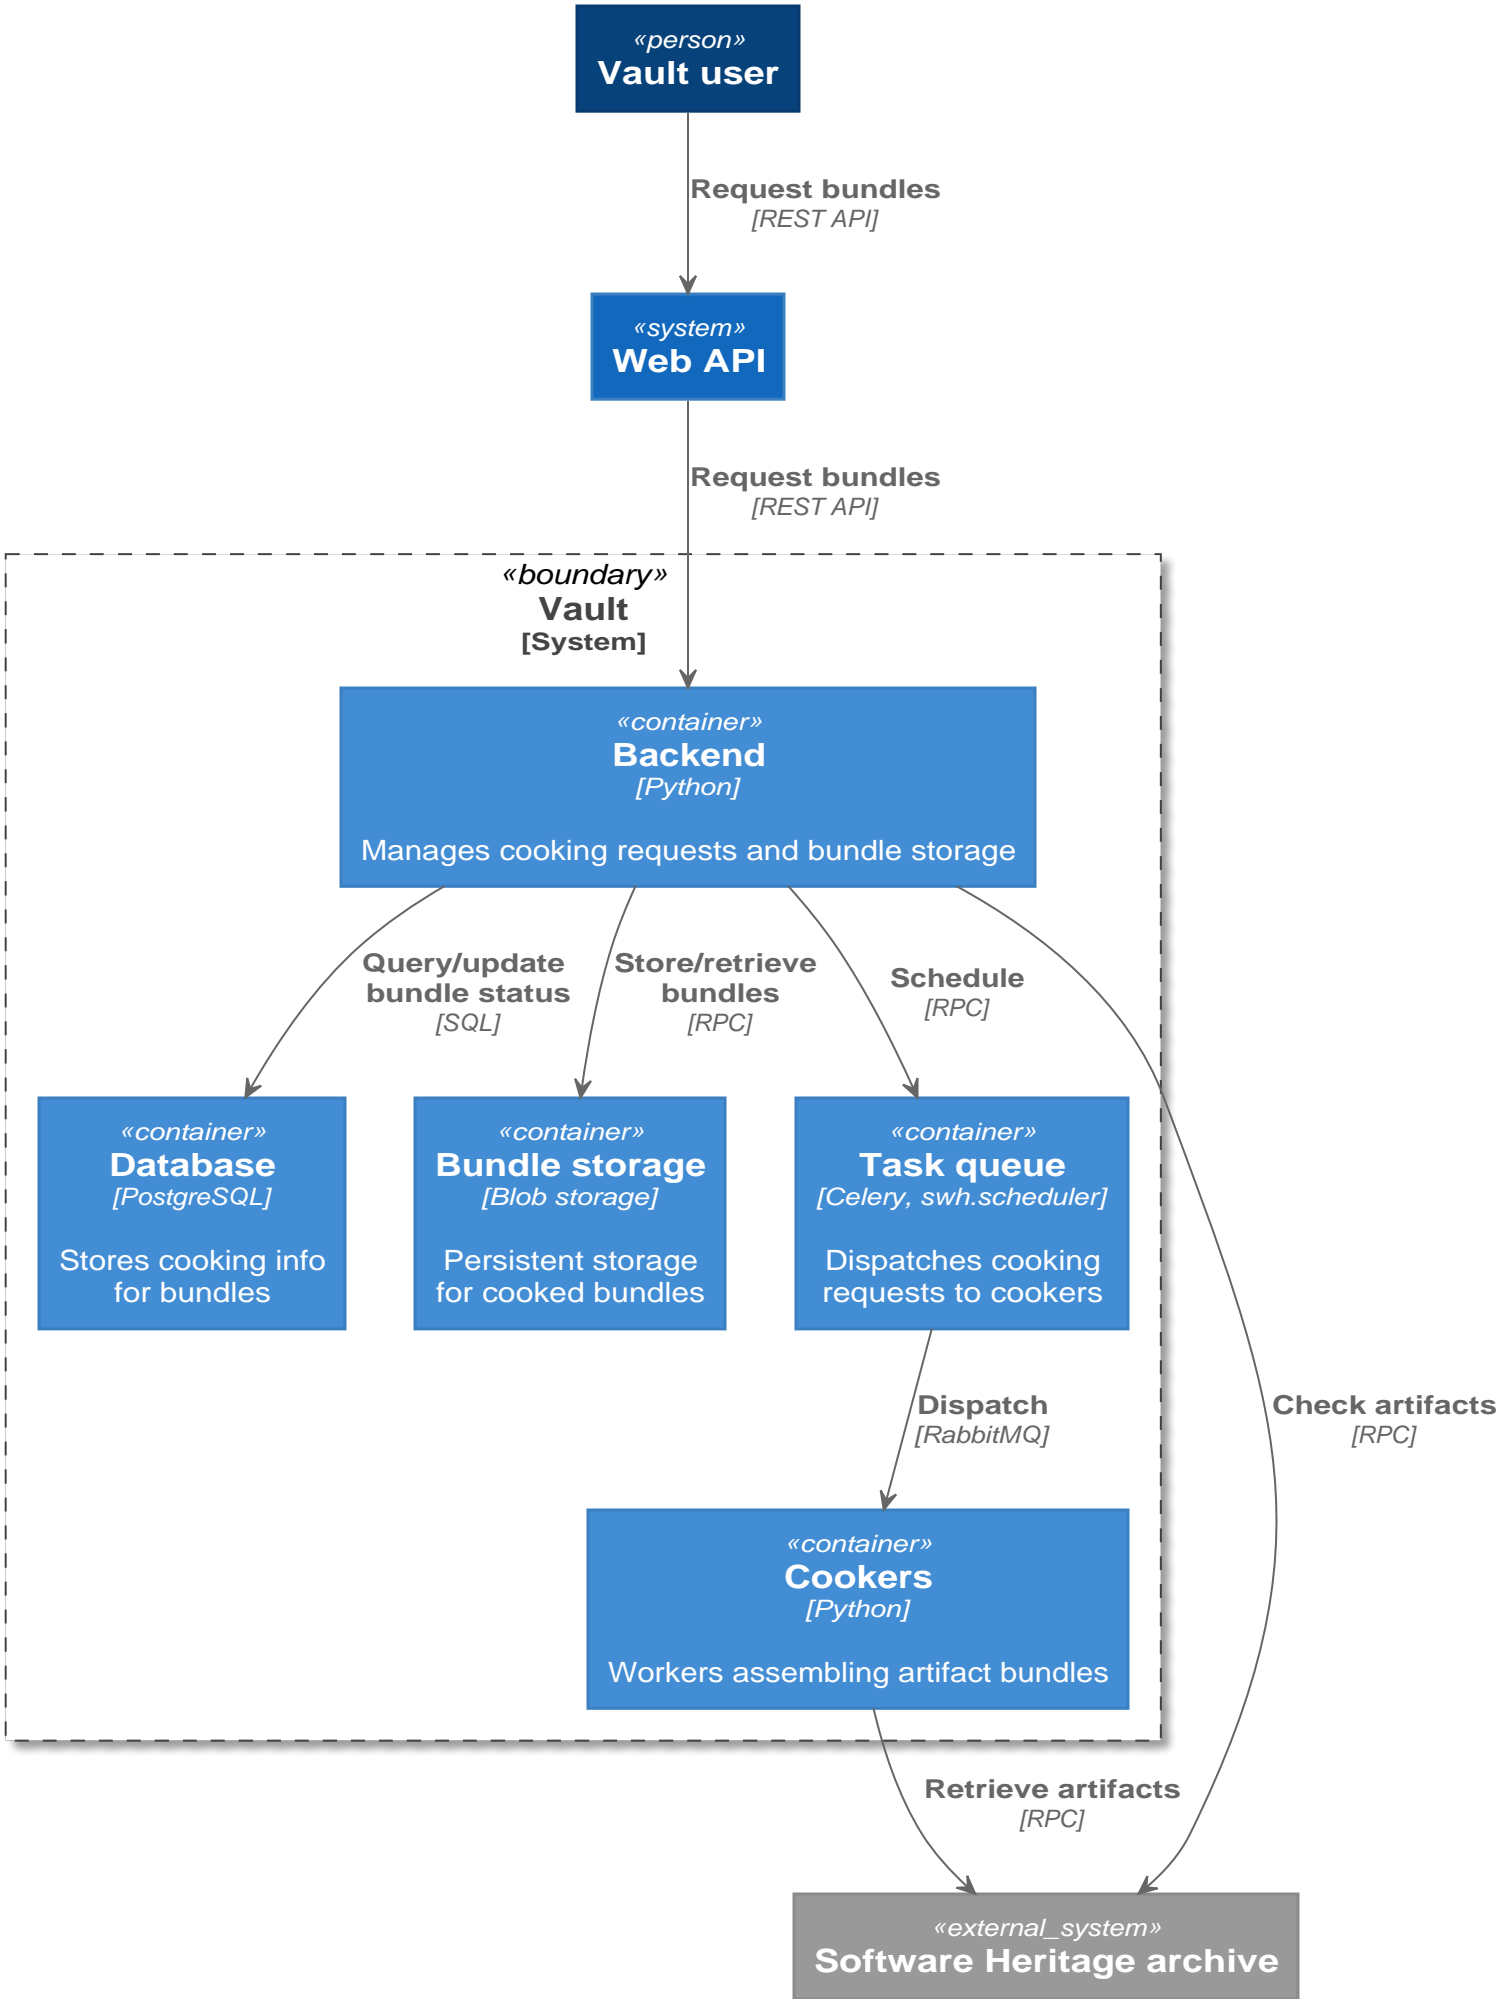 «person»
Vault user
Request bundles
[REST API]
«system»
Web API
Request bundles
[REST API]
«boundary»
Vault
[System]
«container»
Backend
[Python]
Manages cooking requests and bundle storage
Query/update
bundle status
[SQL]
Store/retrieve
bundles
[RPC]
Schedule
[RPC]
«container»
Database
[PostgreSQL]
Stores cooking info
for bundles
«container»
Bundle storage
[Blob storage]
Persistent storage
for cooked bundles
«container»
Task queue
[Celery, swh.scheduler]
Dispatches cooking
requests to cookers
Dispatch
[RabbitMQ]
Check artifacts
[RPC]
«container»
Cookers
[Python]
Workers assembling artifact bundles
Retrieve artifacts
[RPC]
«external_system»
Software Heritage archive